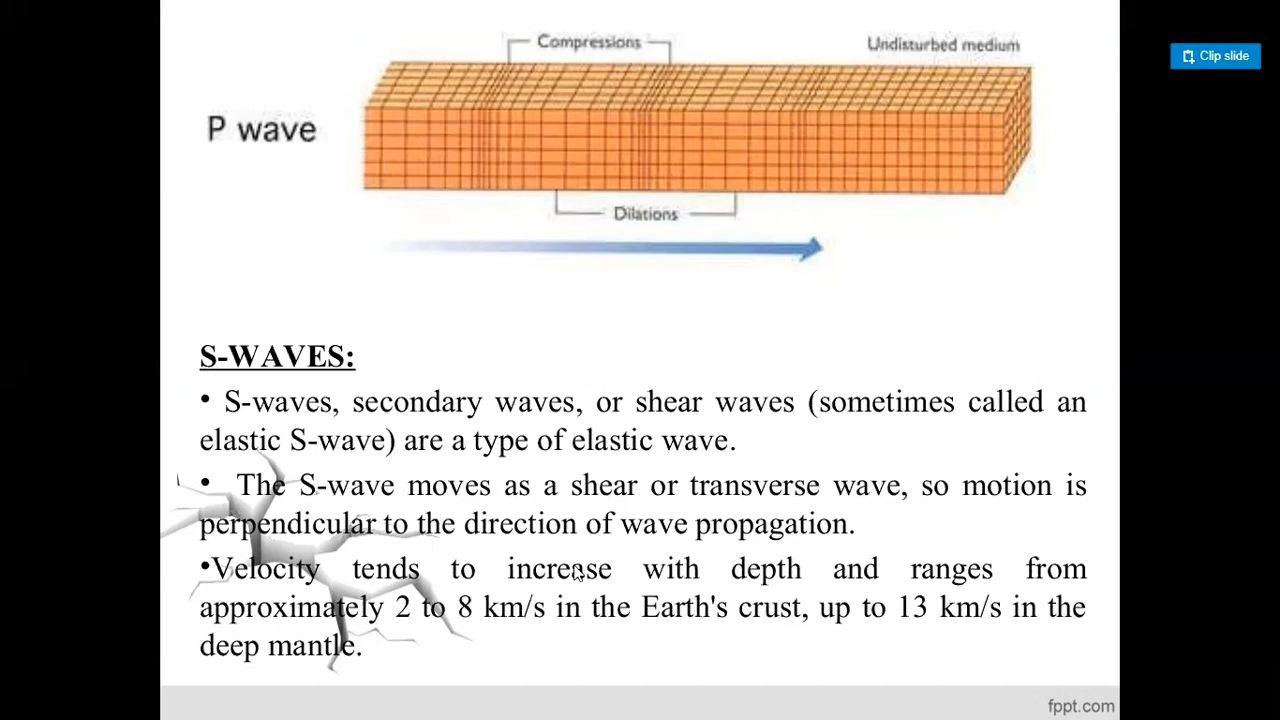 Compressions
Undisturbed medium
Clip slide
P wave
Dilations
S-WAVES:
• S-waves, secondary waves, or shear waves (sometimes called an
elastic S-wave) are a type of elastic wave.
• The S-wave moves as a shear or transverse wave, so motion is
perpendicular to the direction of wave propagation.
•Velocity tends to increase with depth and ranges from
approximately 2 to 8 km/s in the Earth's crust, up to 13 km/s in the
deep mantle.
fppt.com